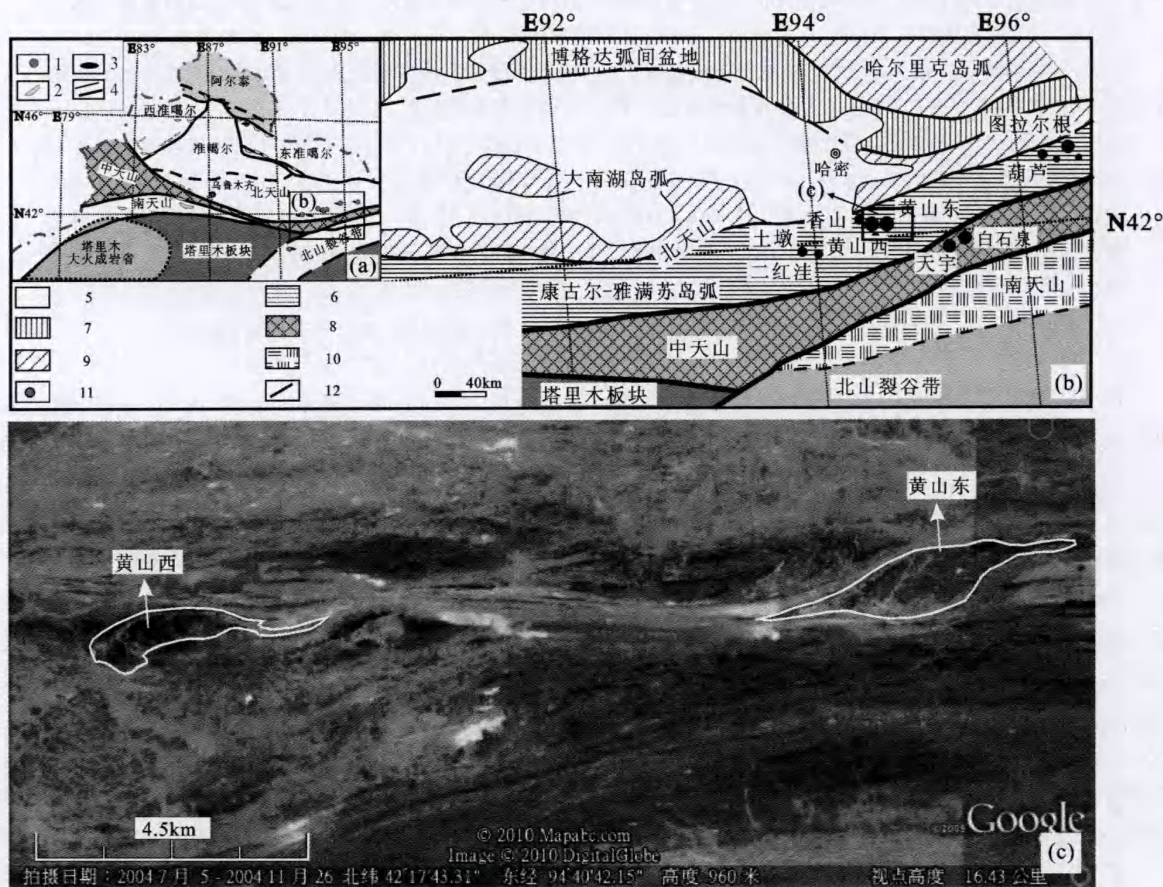 E92° E94° E96°
E83° E87° E91° E95°
1 3
2 4
阿尔泰
西准噶尔
N46° E79°
准噶尔
东准噶尔
中天山
乌鲁木齐
北天山
(b)
南天山
N42°
塔里木
大火成岩省
塔里木板块
北山裂谷带
(a)
5 6
7 8
9 10
11 12
0 40km
博格达弧间盆地
哈尔里克岛弧
图拉尔根
哈密
葫芦
大南湖岛弧
(c)
黄山东
香山
N42°
北天山
土墩
黄山西
白石泉
天宇
二红洼
南天山
康古尔-雅满苏岛弧
中天山
塔里木板块
北山裂谷带
(b)
黄山东
黄山西
4.5km
© 2010 Mapabc.com
Image © 2010 DigitalGlobe
©2009 Google
(c)
拍摄日期：2004 7 月 5 - 2004 11 月 26 北纬 42°17'43.31" 东经 94°40'42.15" 高度 960 米 视点高度 16.43 公里